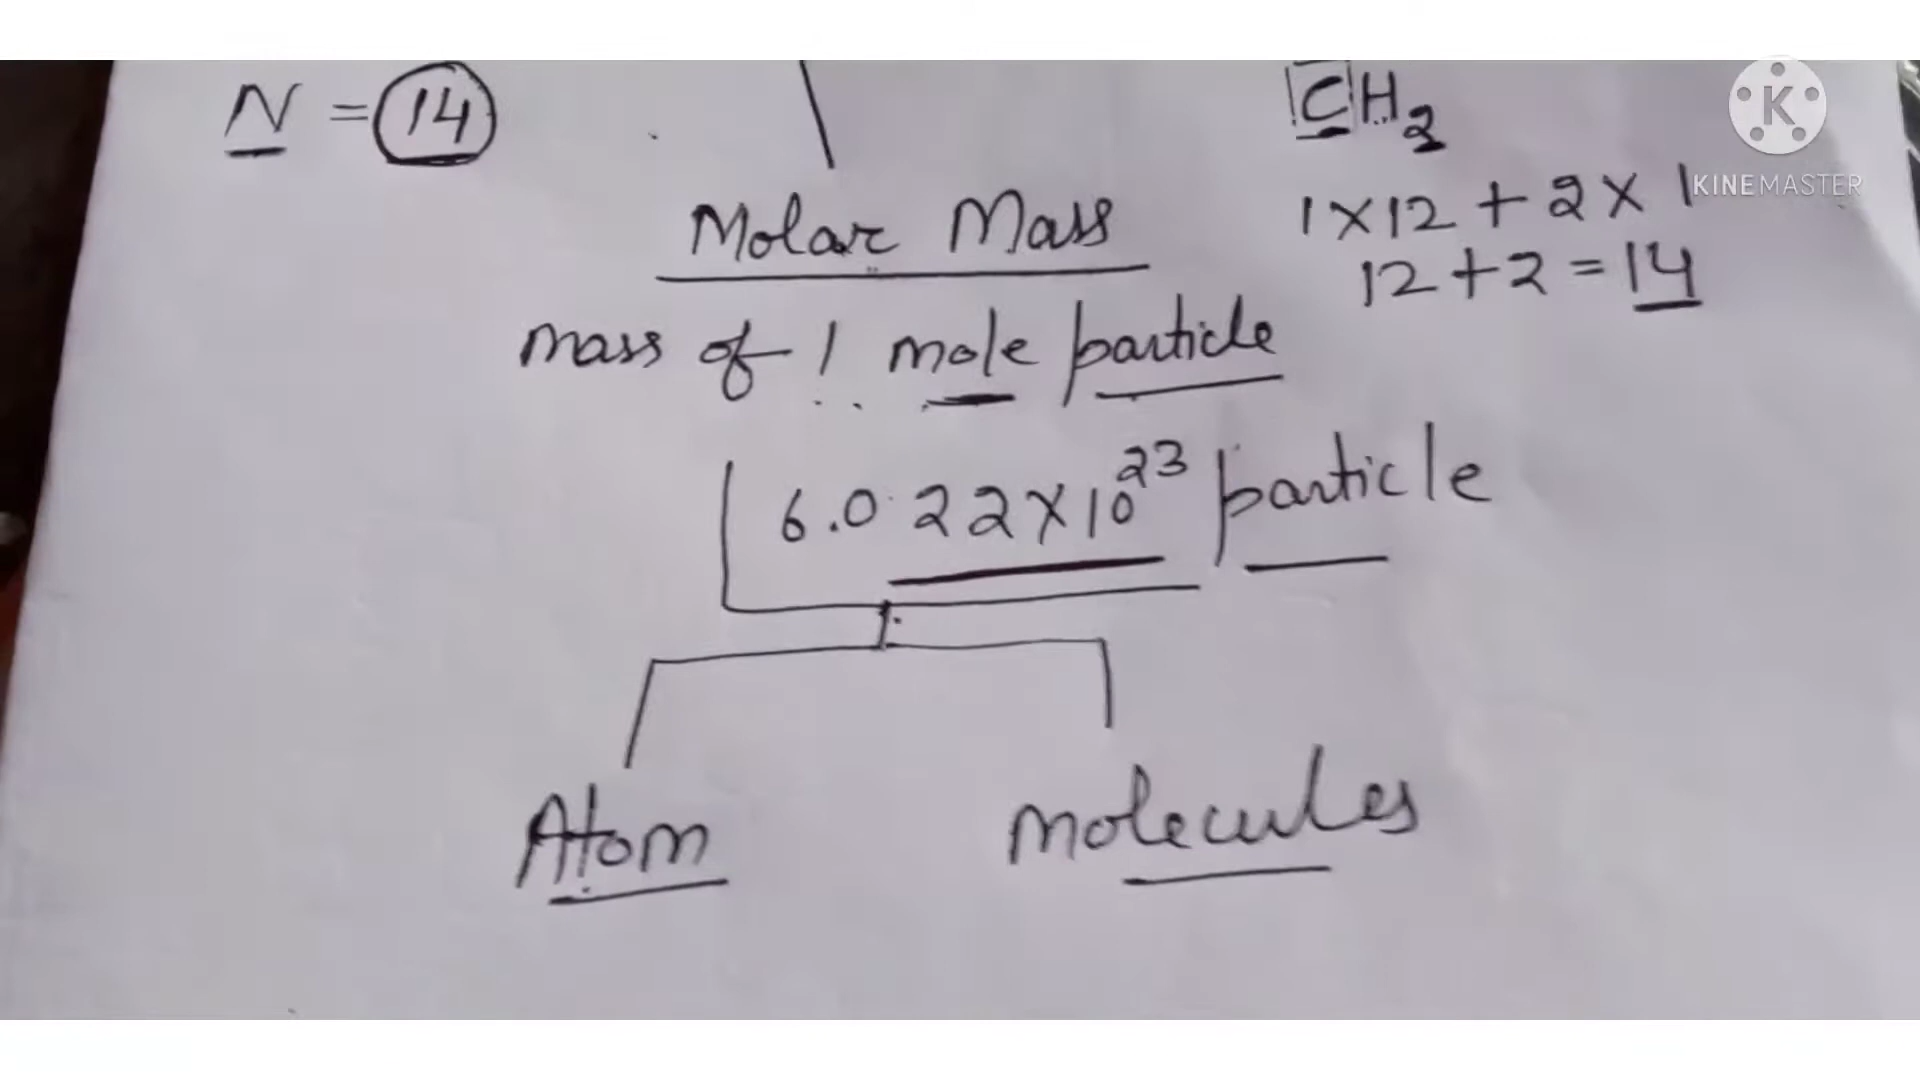 N = 14
CH2
1 x 12 + 2 x 1
12 + 2 = 14
Molar Mass
mass of 1 mole particle
6.022 x 10^23 particle
Atom
Molecules
K
KINEMASTER